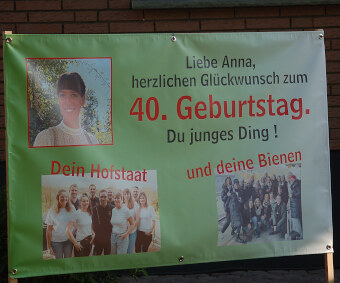 Liebe Anna,
herzlichen Glückwunsch zum
40. Geburtstag.
Du junges Ding !
Dein Hofstaat
und deine Bienen